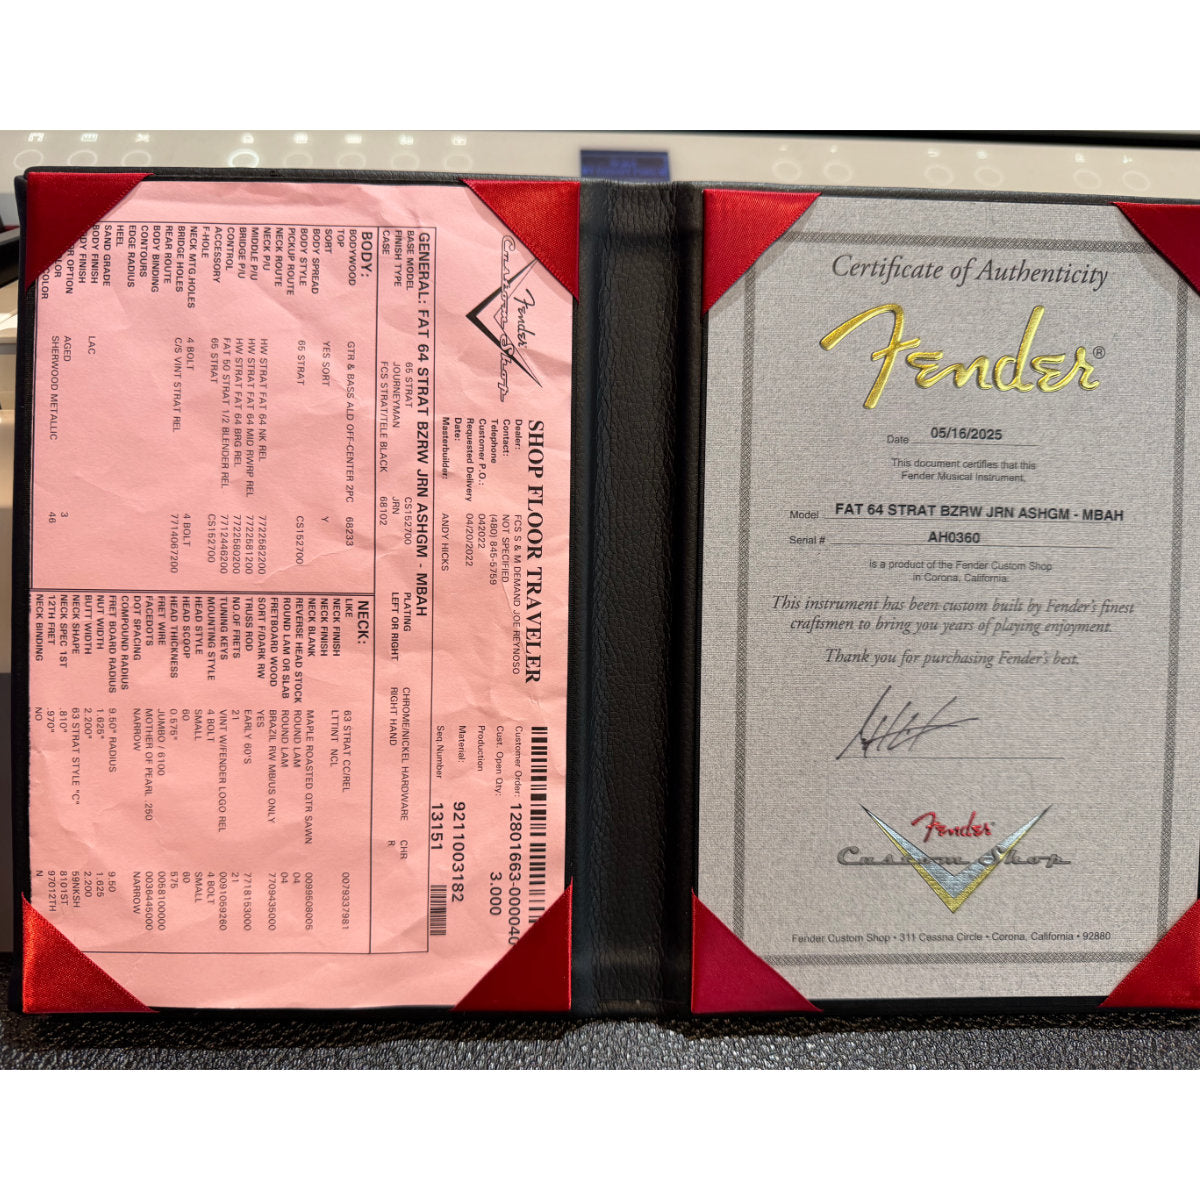 Fender
Custom Shop
SHOP FLOOR TRAVELER
Dealer: FCS S & M DEMAND JOE REYNOSO
Contact: NOT SPECIFIED
Telephone (480) 845-5759
Customer P.O.: 042022
Requested Delivery 04/20/2022
Date:
Masterbuilder: ANDY HICKS
Customer Order: 12801663-000040
Cust. Open Qty: 3.000
Production
Material: 9211003182
Seq Number 13151
GENERAL: FAT 64 STRAT BZRW JRN ASHGM - MBAH
BASE MODEL 65 STRAT CS152700 PLATING CHROME/NICKEL HARDWARE CHR
FINISH TYPE JOURNEYMAN JRN LEFT OR RIGHT RIGHT HAND R
CASE FCS STRAT/TELE BLACK 68102
BODY:
BODYWOOD GTR & BASS ALD OFF-CENTER 2PC 68233
TOP
SORT YES SORT Y
BODY SPREAD
BODY STYLE 65 STRAT CS152700
PICKUP ROUTE
NECK ROUTE
NECK P/U HW STRAT FAT 64 NK REL 7722582200
MIDDLE P/U HW STRAT FAT 64 MID RWRP REL 7722581200
BRIDGE P/U HW STRAT FAT 64 BRG REL 7722580200
CONTROL FAT 50 STRAT 1/2 BLENDER REL 7712448200
ACCESSORY 65 STRAT CS152700
F-HOLE
NECK MTG HOLES 4 BOLT 4 BOLT
BRIDGE HOLES C/S VINT STRAT REL 7714067200
REAR ROUTE
BODY BINDING
CONTOURS
EDGE RADIUS
HEEL
SAND GRADE
BODY FINISH LAC
DY FINISH
R OPTION AGED 3
LOR SHERWOOD METALLIC 46
COLOR
NECK:
LIKE 63 STRAT CC/REL 0079337981
NECK FINISH LTTINT NCL
NECK FINISH
NECK BLANK MAPLE ROASTED QTR SAWN 0099608006
REVERSE HEAD STOCK ROUND LAM 04
ROUND LAM OR SLAB ROUND LAM 04
FRETBOARD WOOD BRAZIL RW MB/US ONLY 7709435000
SORT F/DARK RW YES
TRUSS ROD EARLY 60'S 7718153000
NO.OF FRETS 21 21
TUNING KEYS VINT W/FENDER LOGO REL 0091059280
MOUNTING STYLE 4 BOLT 4 BOLT
HEAD STYLE SMALL SMALL
HEAD SCOOP 60 60
HEAD THICKNESS 0.575" 575
FRET WIRE JUMBO / 6100 0058100000
FACEDOTS MOTHER OF PEARL .250 0036445000
DOT SPACING NARROW NARROW
COMPOUND RADIUS
FRET BOARD RADIUS 9.50" RADIUS 9.50
NUT WIDTH 1.625" 1.625
BUTT WIDTH 2.200" 2.200
NECK SHAPE 63 STRAT STYLE "C" 59NKSH
NECK SPEC 1ST .810" 8101ST
12TH FRET .970" 97012TH
NECK BINDING NO N
Certificate of Authenticity
Fender®
Date 05/16/2025
This document certifies that this
Fender Musical Instrument,
Model FAT 64 STRAT BZRW JRN ASHGM - MBAH
Serial # AH0360
is a product of the Fender Custom Shop
in Corona, California.
This instrument has been custom built by Fender's finest
craftsmen to bring you years of playing enjoyment.
Thank you for purchasing Fender's best.
Fender
Custom Shop
Fender Custom Shop • 311 Cessna Circle • Corona, California • 92880